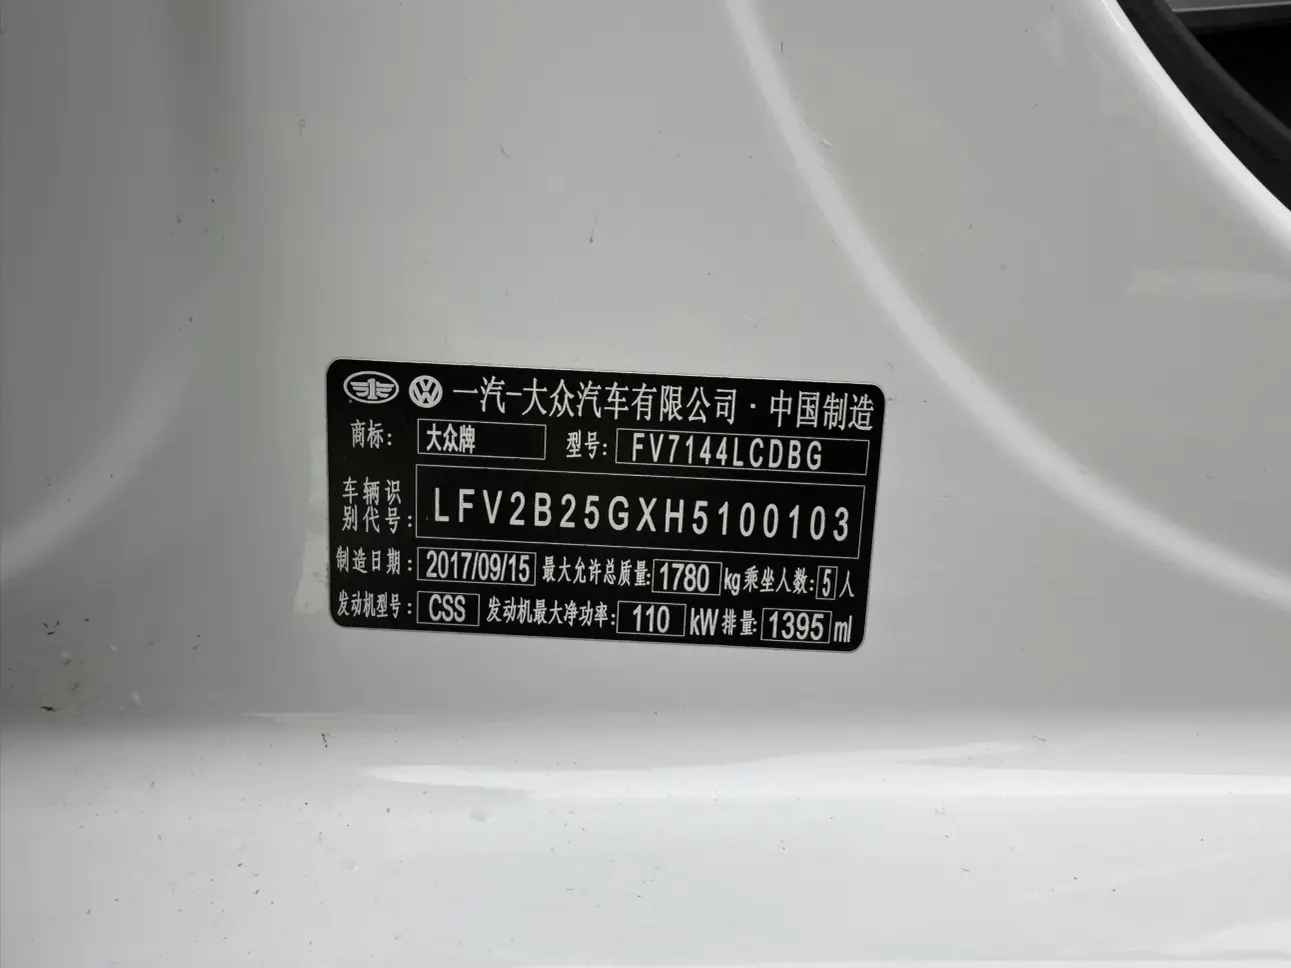 一汽-大众汽车有限公司·中国制造
商标: 大众牌 型号: FV7144LCDBG
车辆识别代号: LFV2B25GXH5100103
制造日期: 2017/09/15 最大允许总质量: 1780 kg 乘坐人数: 5 人
发动机型号: CSS 发动机最大净功率: 110 kW 排量: 1395 ml